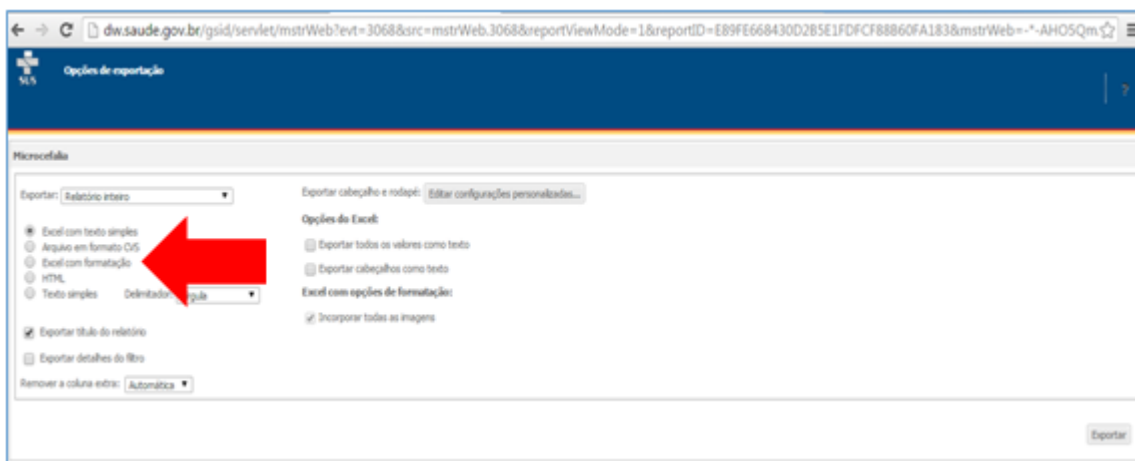 dw.saude.gov.br/gsid/servlet/mstrWeb?evt=3068&src=mstrWeb.3068&reportViewMode=1&reportID=E89FE668430D2B5E1FDFCF88860FA183&mstrWeb=-*-AHO5Qm
SUS
Opções de exportação
?
Microcefalia
Exportar: Relatório inteiro
Exportar cabeçalho e rodapé: Editar configurações personalizadas...
Excel com texto simples
Arquivo em formato CVS
Excel com formatação
HTML
Texto simples Delimitador:
Opções do Excel:
Exportar todos os valores como texto
Exportar cabeçalhos como texto
Excel com opções de formatação:
Incorporar todas as imagens
Exportar título do relatório
Exportar detalhes do filtro
Remover a coluna extra: Automática
Exportar